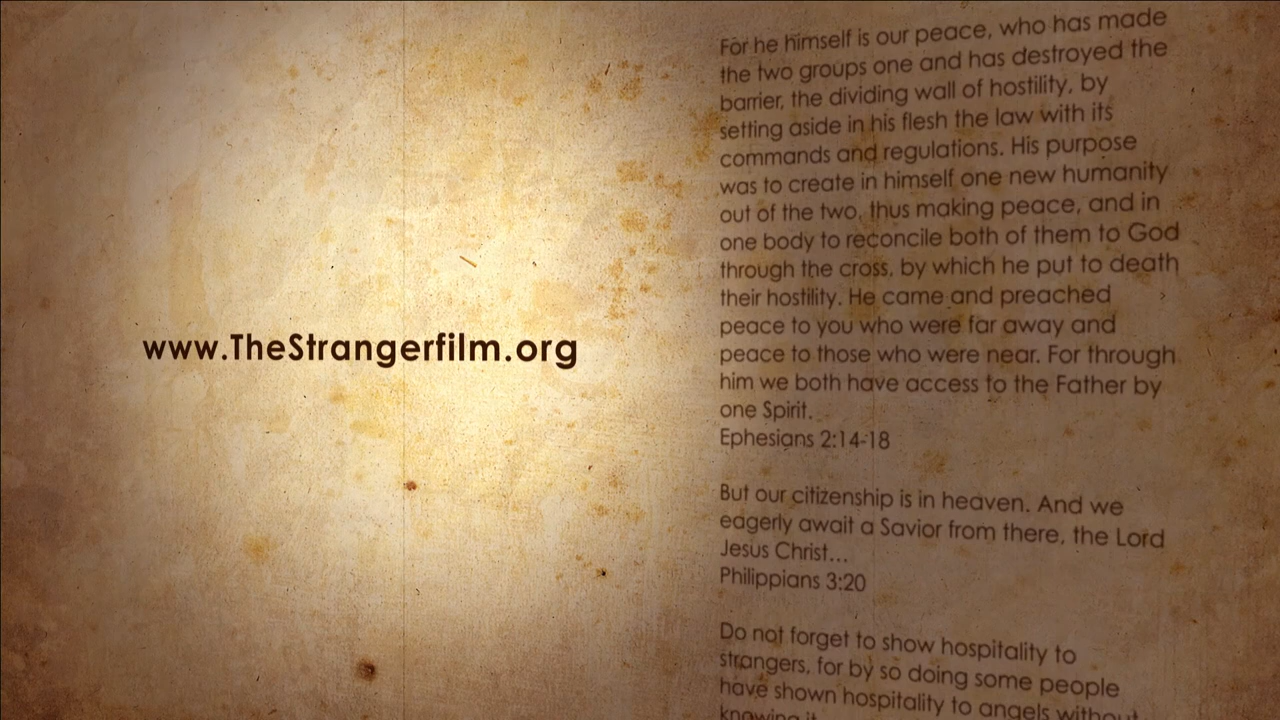 www.TheStrangerfilm.org
For he himself is our peace, who has made
the two groups one and has destroyed the
barrier, the dividing wall of hostility, by
setting aside in his flesh the law with its
commands and regulations. His purpose
was to create in himself one new humanity
out of the two, thus making peace, and in
one body to reconcile both of them to God
through the cross, by which he put to death
their hostility. He came and preached
peace to you who were far away and
peace to those who were near. For through
him we both have access to the Father by
one Spirit.
Ephesians 2:14-18
But our citizenship is in heaven. And we
eagerly await a Savior from there, the Lord
Jesus Christ...
Philippians 3:20
Do not forget to show hospitality to
strangers, for by so doing some people
have shown hospitality to angels without
knowing it.